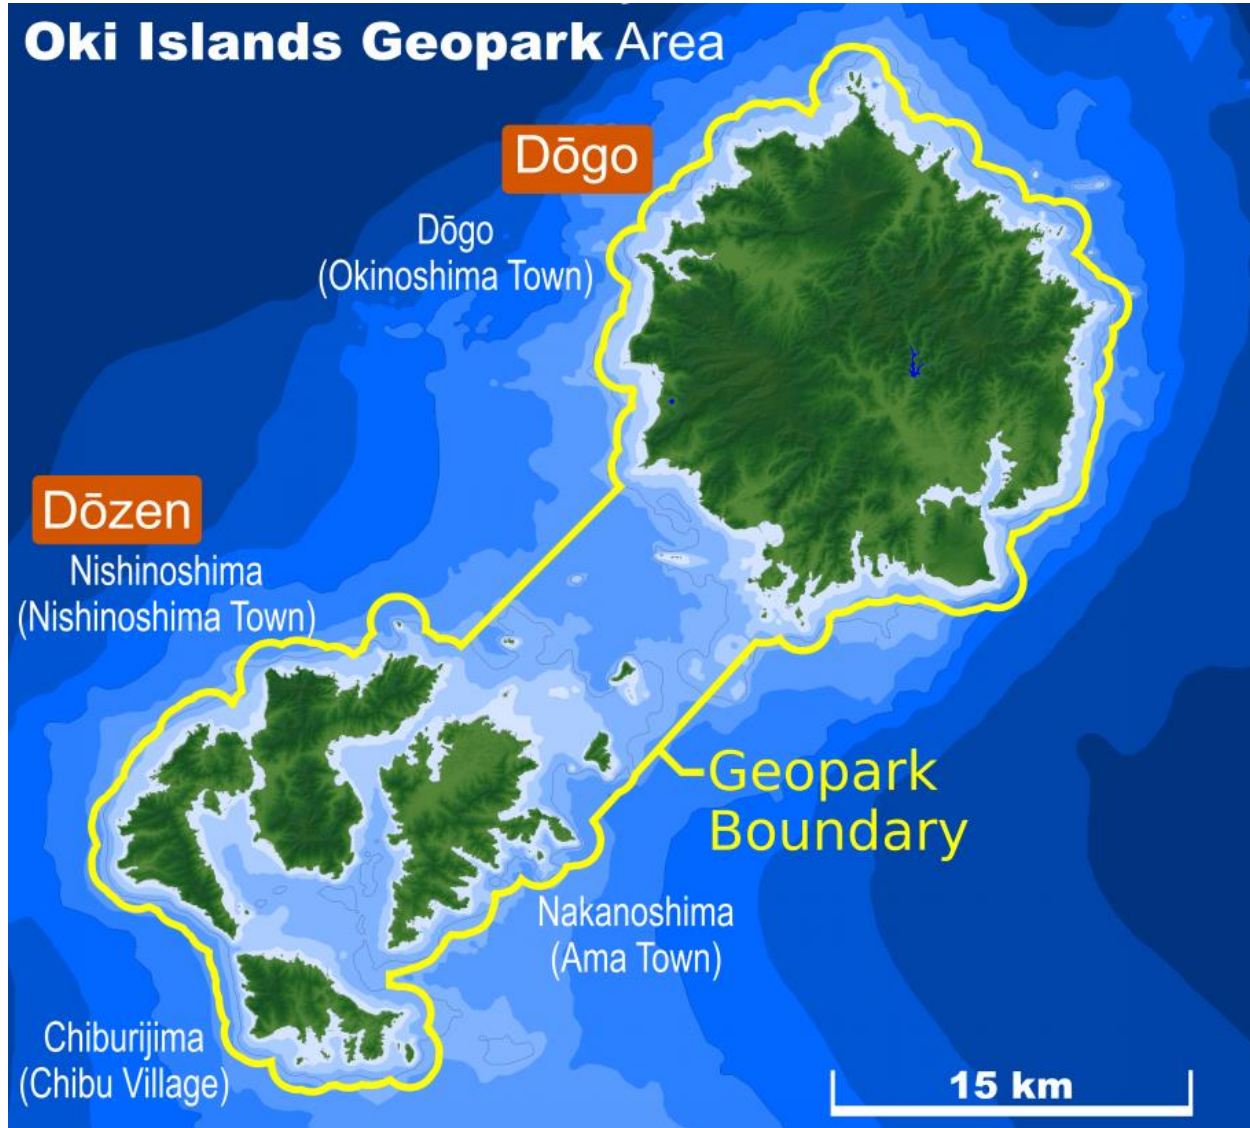 Oki Islands Geopark Area
Dōgo
Dōgo
(Okinoshima Town)
Dōzen
Nishinoshima
(Nishinoshima Town)
Geopark
Boundary
Nakanoshima
(Ama Town)
Chiburijima
(Chibu Village)
15 km